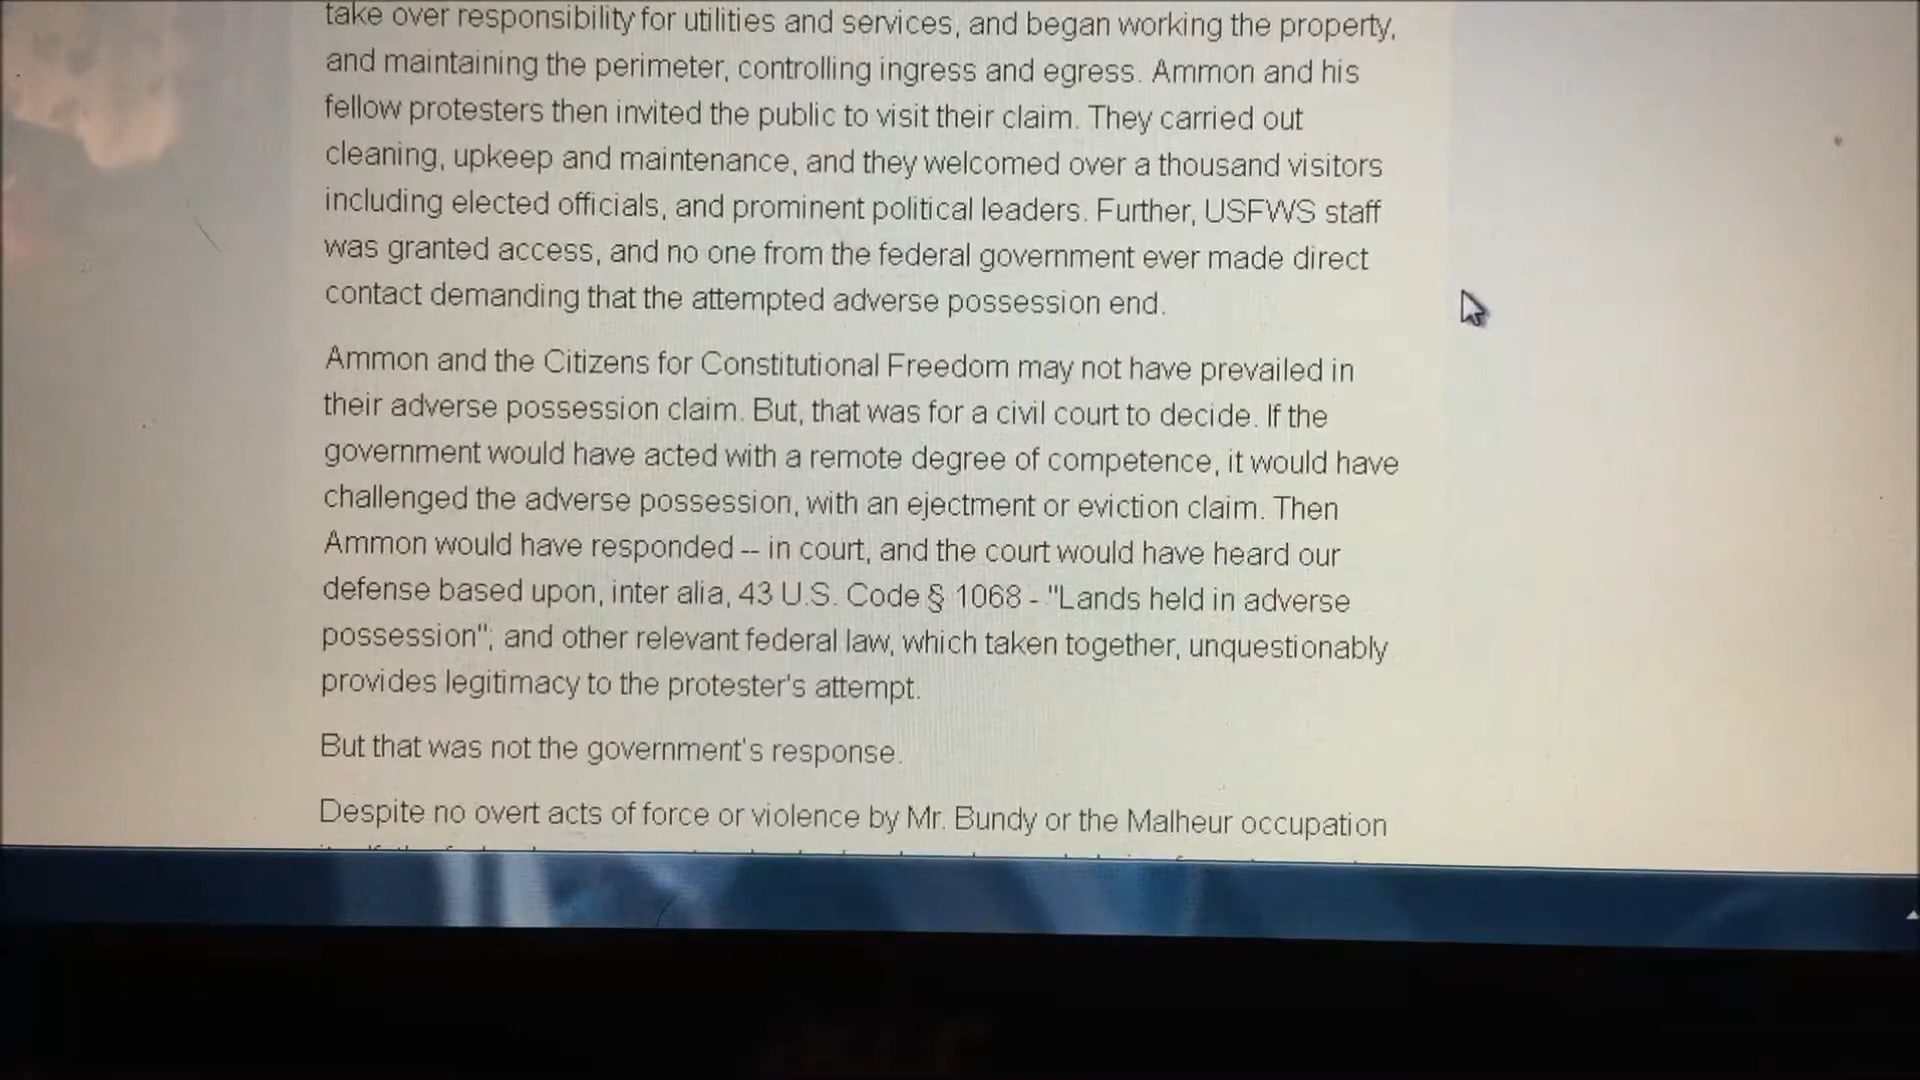 take over responsibility for utilities and services, and began working the property,
and maintaining the perimeter, controlling ingress and egress. Ammon and his
fellow protesters then invited the public to visit their claim. They carried out
cleaning, upkeep and maintenance, and they welcomed over a thousand visitors
including elected officials, and prominent political leaders. Further, USFWS staff
was granted access, and no one from the federal government ever made direct
contact demanding that the attempted adverse possession end.
Ammon and the Citizens for Constitutional Freedom may not have prevailed in
their adverse possession claim. But, that was for a civil court to decide. If the
government would have acted with a remote degree of competence, it would have
challenged the adverse possession, with an ejectment or eviction claim. Then
Ammon would have responded -- in court, and the court would have heard our
defense based upon, inter alia, 43 U.S. Code § 1068 - "Lands held in adverse
possession"; and other relevant federal law, which taken together, unquestionably
provides legitimacy to the protester's attempt.
But that was not the government's response.
Despite no overt acts of force or violence by Mr. Bundy or the Malheur occupation